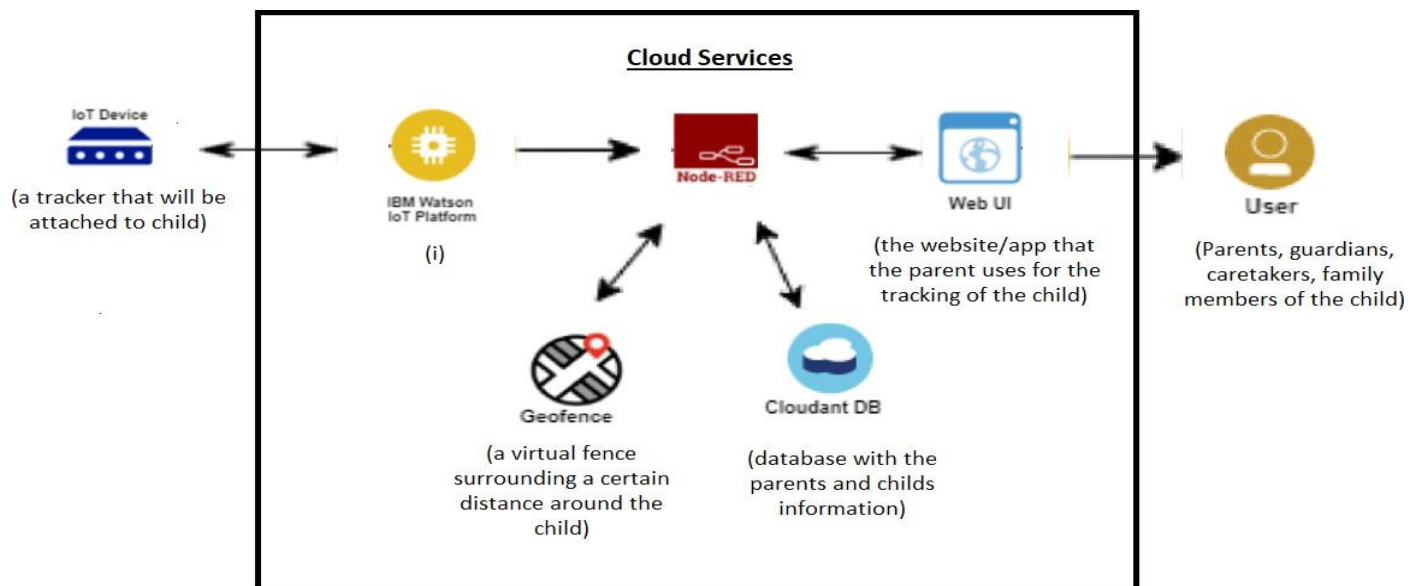 Cloud Services
IoT Device
(a tracker that will be
attached to child)
IBM Watson
IoT Platform
(i)
Node-RED
Web UI
(the website/app that
the parent uses for the
tracking of the child)
User
(Parents, guardians,
caretakers, family
members of the child)
Geofence
(a virtual fence
surrounding a certain
distance around the
child)
Cloudant DB
(database with the
parents and childs
information)